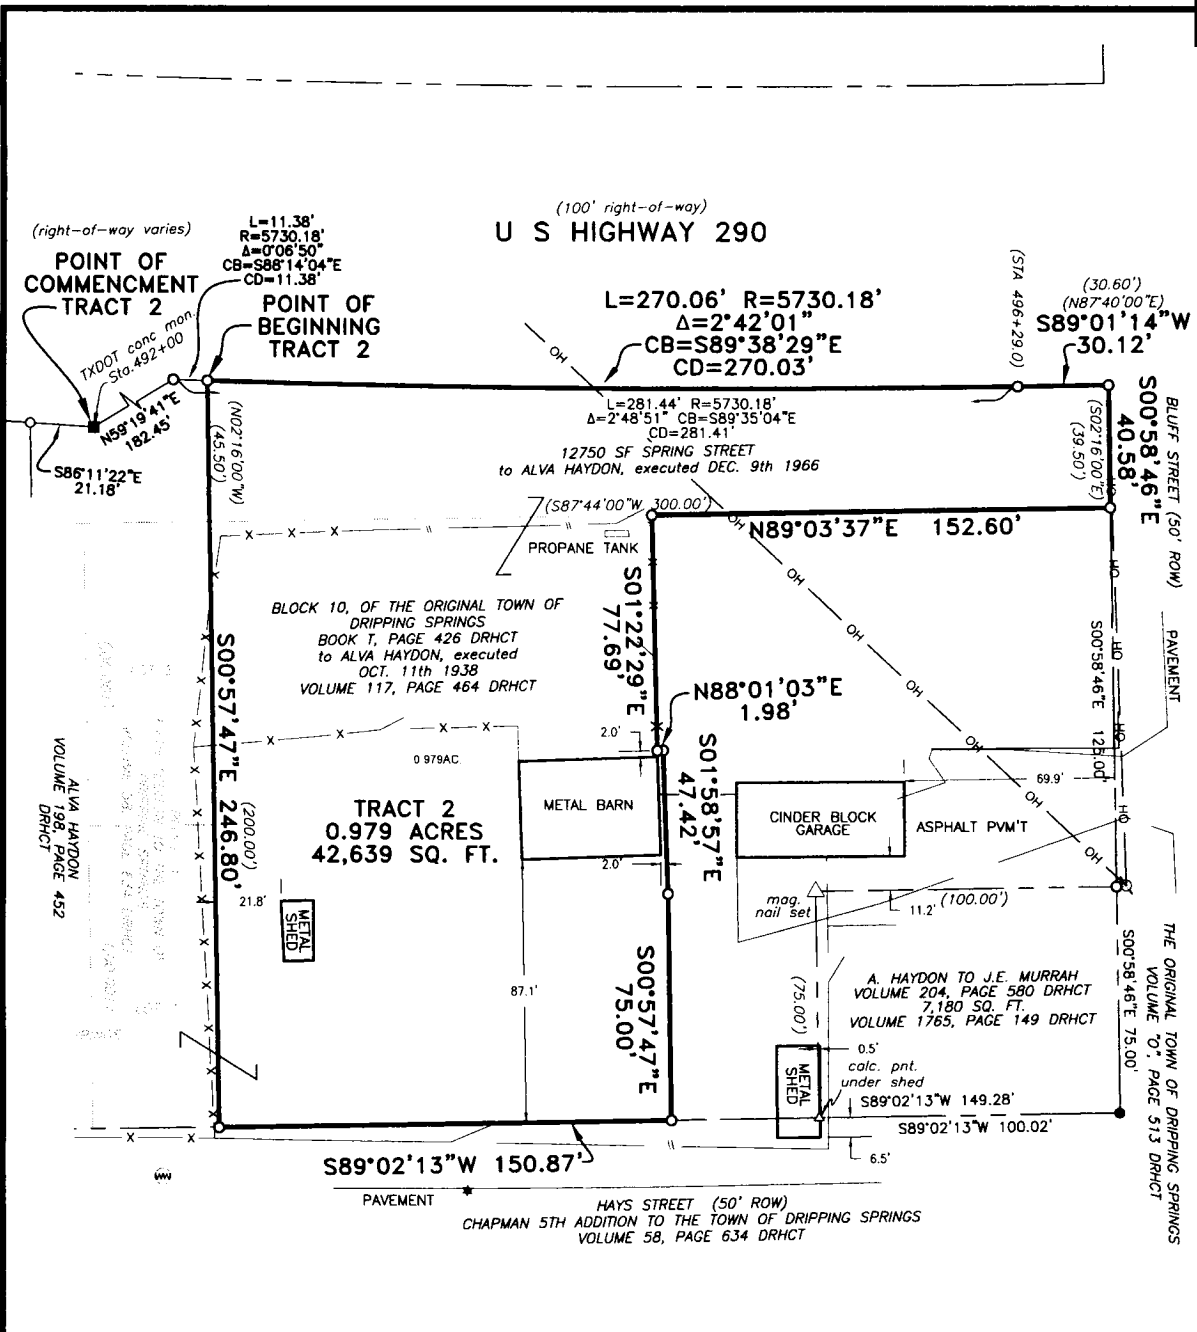 (100' right-of-way)
U S HIGHWAY 290
(right-of-way varies)
POINT OF
COMMENCMENT
TRACT 2
L=11.38'
R=5730.18'
Δ=0°06'50"
CB=S88°14'04"E
CD=11.38'
POINT OF
BEGINNING
TRACT 2
TXDOT conc mon.
Sta.492+00
N59°19'41"E
182.45'
S86°11'22"E
21.18'
L=270.06' R=5730.18'
Δ=2°42'01"
CB=S89°38'29"E
CD=270.03'
(STA 496+29.0)
(30.60')
(N87°40'00"E)
S89°01'14"W
30.12'
L=281.44' R=5730.18'
Δ=2°48'51" CB=S89°35'04"E
CD=281.41'
12750 SF SPRING STREET
to ALVA HAYDON, executed DEC. 9th 1966
(N02°16'00"W)
(45.50')
(S02°16'00"E)
(39.50')
S00°58'46"E
40.58'
BLUFF STREET (50' ROW)
(S87°44'00"W 300.00')
N89°03'37"E 152.60'
PROPANE TANK
OH
OH
OH
OH
OH
OH
OH
OH
HO
HO
HO
HO
HO
BLOCK 10, OF THE ORIGINAL TOWN OF
DRIPPING SPRINGS
BOOK T, PAGE 426 DRHCT
to ALVA HAYDON, executed
OCT. 11th 1938
VOLUME 117, PAGE 464 DRHCT
S01°22'29"E
77.69'
N88°01'03"E
1.98'
S00°58'46"E 125.00'
PAVEMENT
S00°57'47"E 246.80'
(200.00')
0.979AC.
2.0'
METAL BARN
2.0'
S01°58'57"E
47.42'
CINDER BLOCK
GARAGE
69.9'
ASPHALT PVM'T
TRACT 2
0.979 ACRES
42,639 SQ. FT.
ALVA HAYDON
VOLUME 198, PAGE 452
DRHCT
21.8'
METAL
SHED
87.1'
mag.
nail set
11.2'
(100.00')
(75.00')
S00°57'47"E
75.00'
A. HAYDON TO J.E. MURRAH
VOLUME 204, PAGE 580 DRHCT
7,180 SQ. FT.
VOLUME 1765, PAGE 149 DRHCT
S00°58'46"E 75.00'
THE ORIGINAL TOWN OF DRIPPING SPRINGS
VOLUME "O", PAGE 513 DRHCT
METAL
SHED
0.5'
calc. pnt.
under shed
S89°02'13"W 149.28'
S89°02'13"W 100.02'
6.5'
S89°02'13"W 150.87'
PAVEMENT
HAYS STREET (50' ROW)
CHAPMAN 5TH ADDITION TO THE TOWN OF DRIPPING SPRINGS
VOLUME 58, PAGE 634 DRHCT